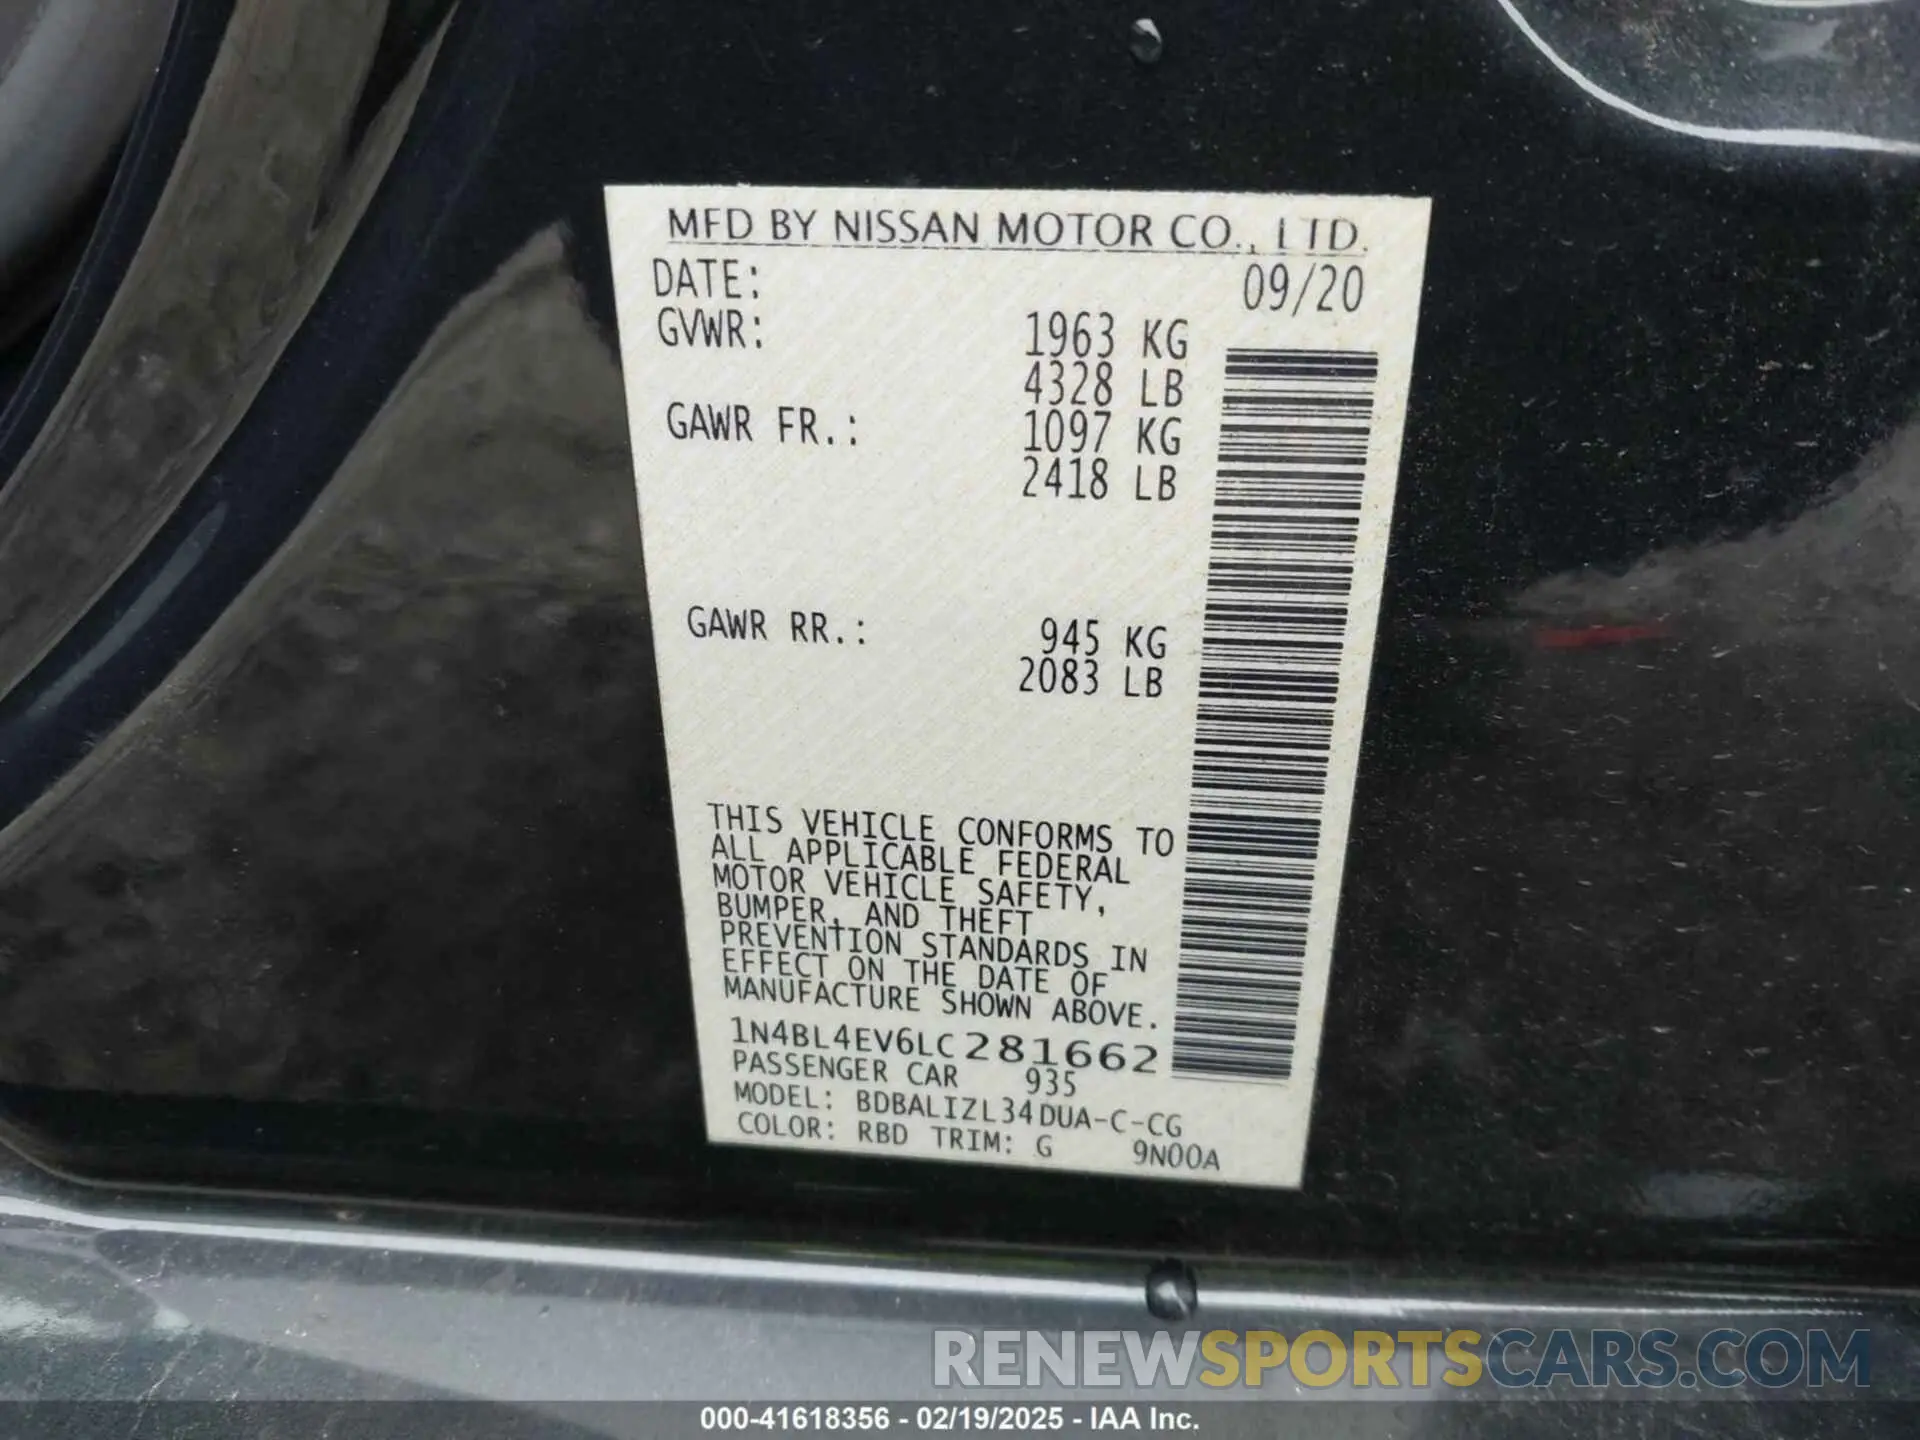 MFD BY NISSAN MOTOR CO., LTD.
DATE: 09/20
GVWR: 1963 KG
4328 LB
GAWR FR.: 1097 KG
2418 LB
GAWR RR.: 945 KG
2083 LB
THIS VEHICLE CONFORMS TO
ALL APPLICABLE FEDERAL
MOTOR VEHICLE SAFETY,
BUMPER, AND THEFT
PREVENTION STANDARDS IN
EFFECT ON THE DATE OF
MANUFACTURE SHOWN ABOVE.
1N4BL4EV6LC281662
PASSENGER CAR 935
MODEL: BDBALIZL34DUA-C-CG
COLOR: RBD TRIM: G 9N00A
RENEWSPORTSCARS.COM
000-41618356 - 02/19/2025 - IAA Inc.